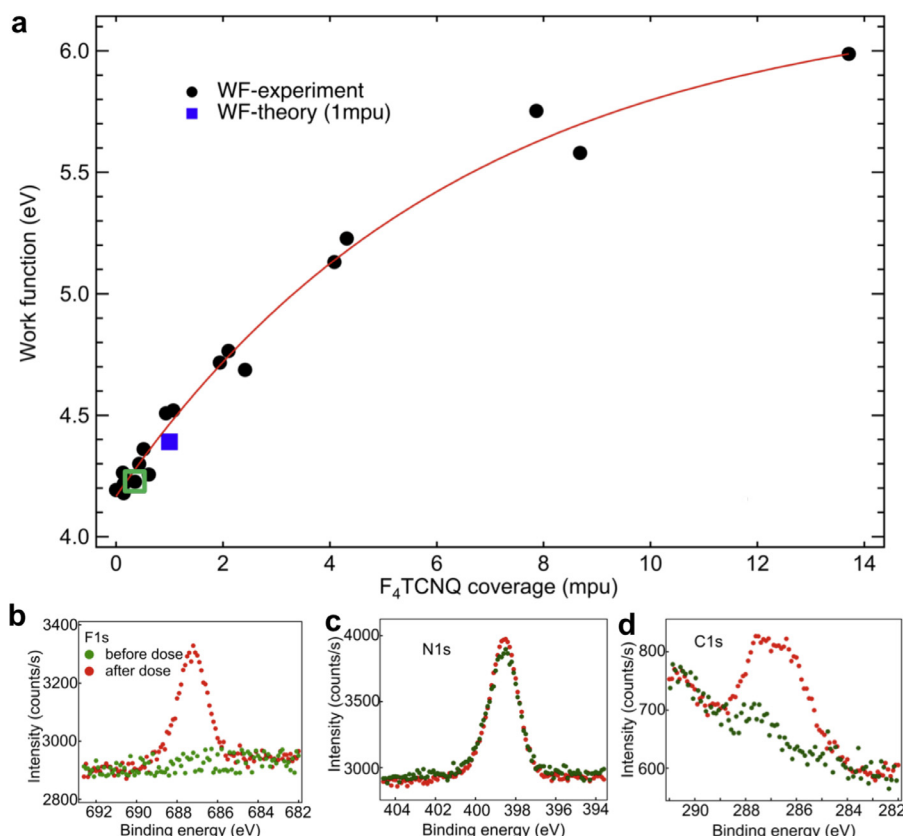 a
6.0
5.5
5.0
4.5
4.0
Work function (eV)
WF-experiment
WF-theory (1mpu)
0 2 4 6 8 10 12 14
F₄TCNQ coverage (mpu)
b
3400
3200
3000
2800
Intensity (counts/s)
F1s
before dose
after dose
692 690 688 686 684 682
Binding energy (eV)
c
4000
3000
Intensity (counts/s)
N1s
404 402 400 398 396 394
Binding energy (eV)
d
800
700
600
Intensity (counts/s)
C1s
290 288 286 284 282
Binding energy (eV)